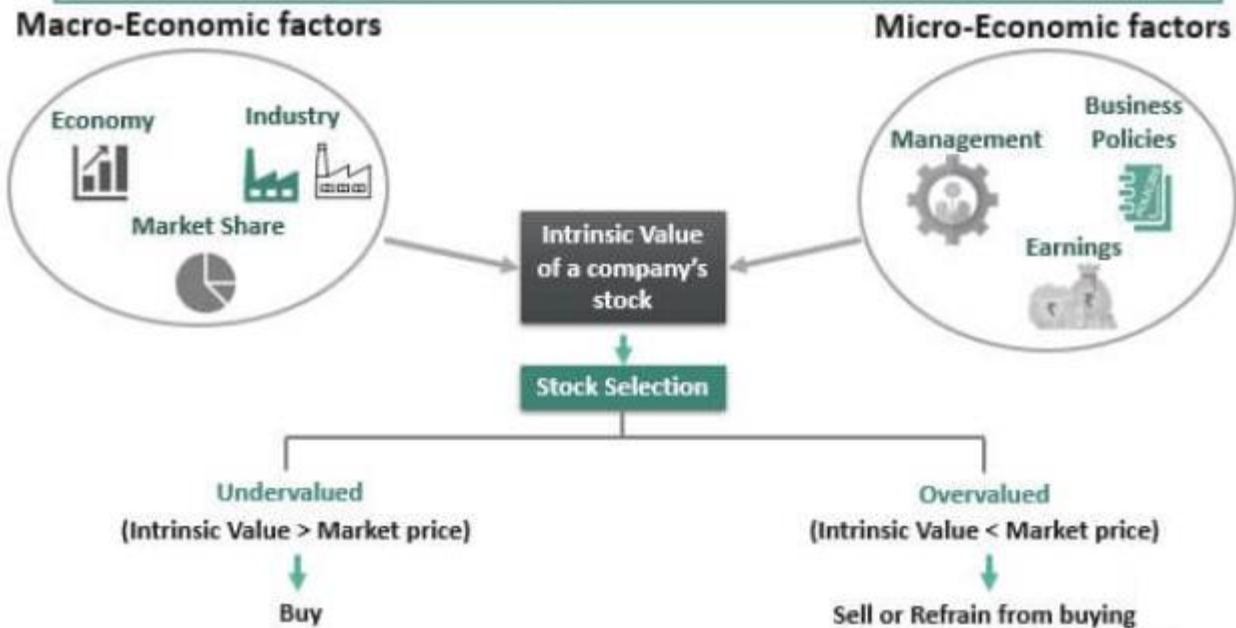 Macro-Economic factors
Economy
Industry
Market Share
Micro-Economic factors
Management
Business
Policies
Earnings
Intrinsic Value
of a company's
stock
Stock Selection
Undervalued
(Intrinsic Value > Market price)
Buy
Overvalued
(Intrinsic Value < Market price)
Sell or Refrain from buying